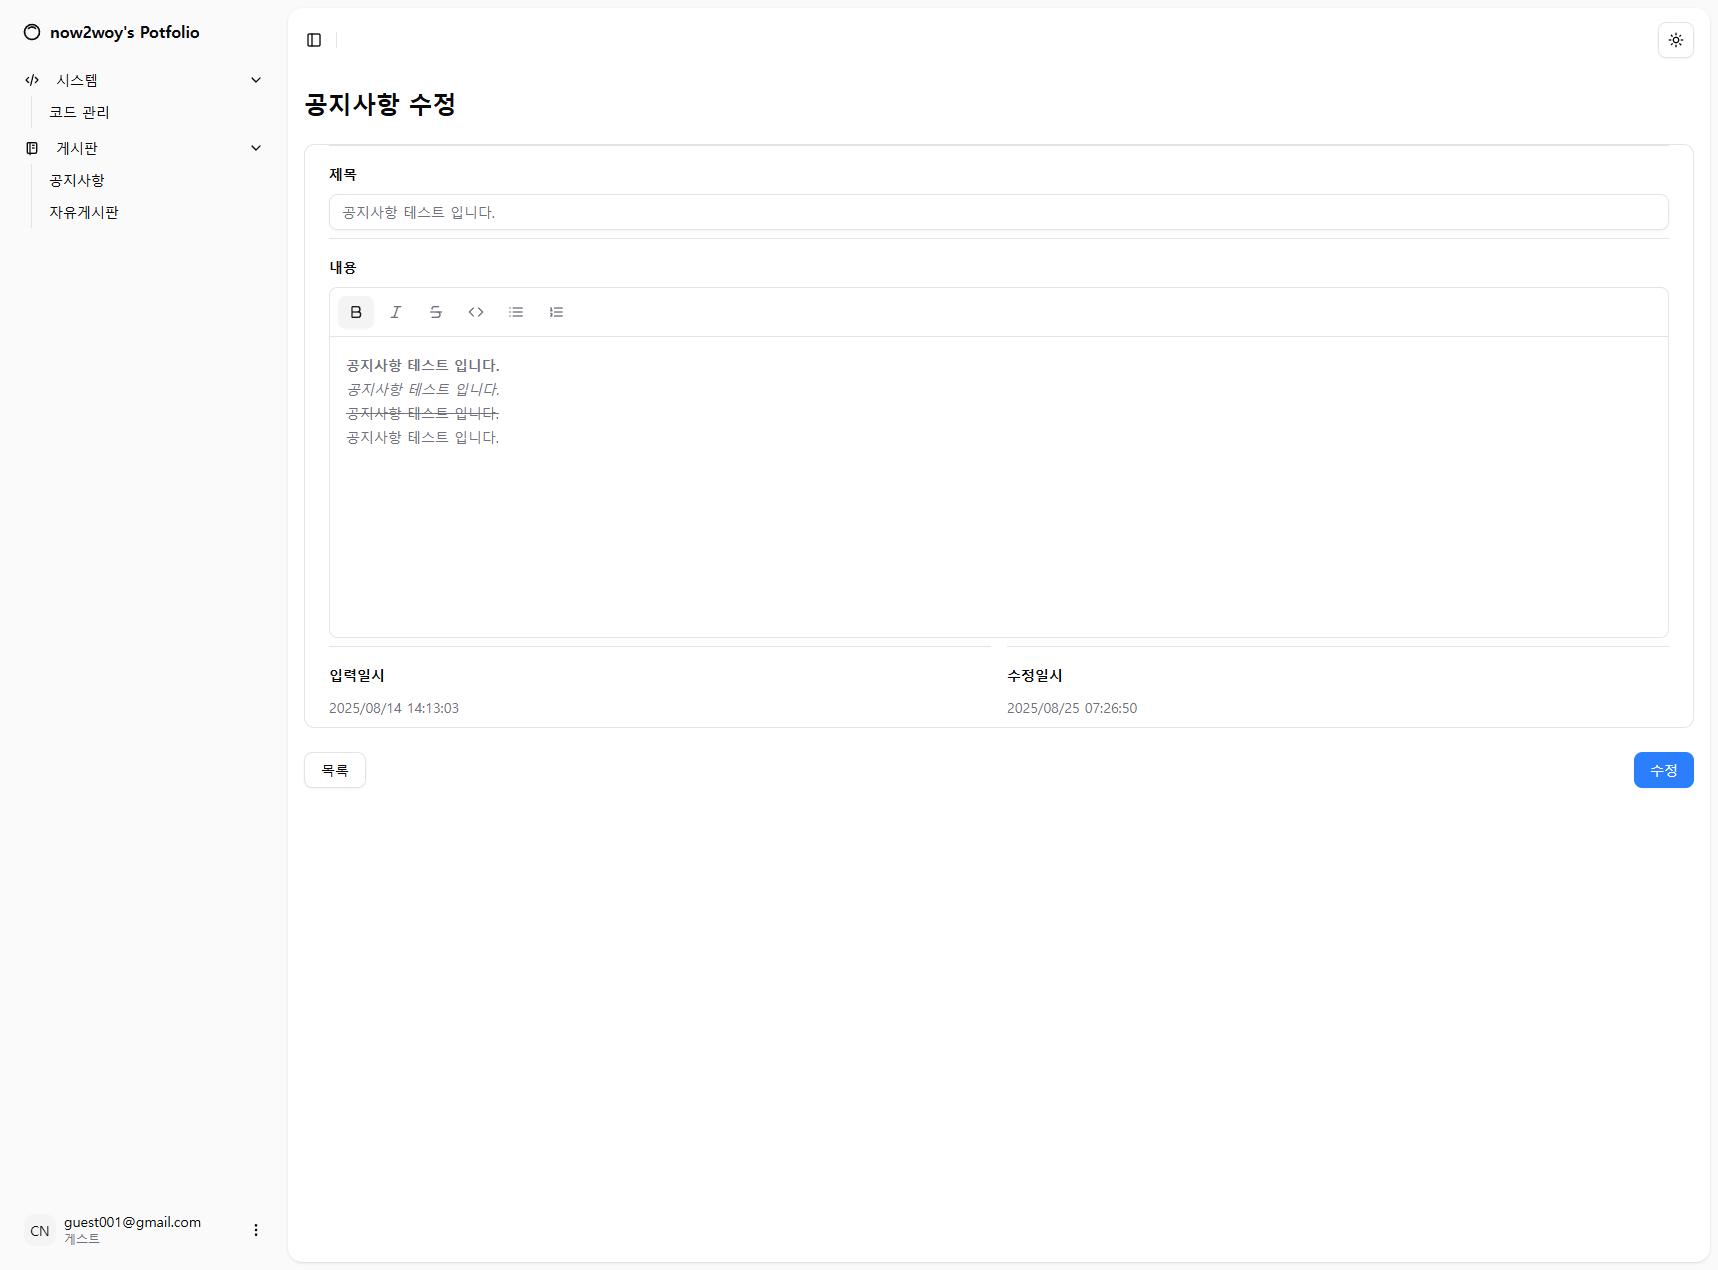 now2woy's Potfolio
시스템
코드 관리
게시판
공지사항
자유게시판
공지사항 수정
제목
공지사항 테스트 입니다.
내용
B I S
공지사항 테스트 입니다.
공지사항 테스트 입니다.
공지사항 테스트 입니다.
공지사항 테스트 입니다.
입력일시 수정일시
2025/08/14 14:13:03 2025/08/25 07:26:50
목록 수정
CN guest001@gmail.com
게스트